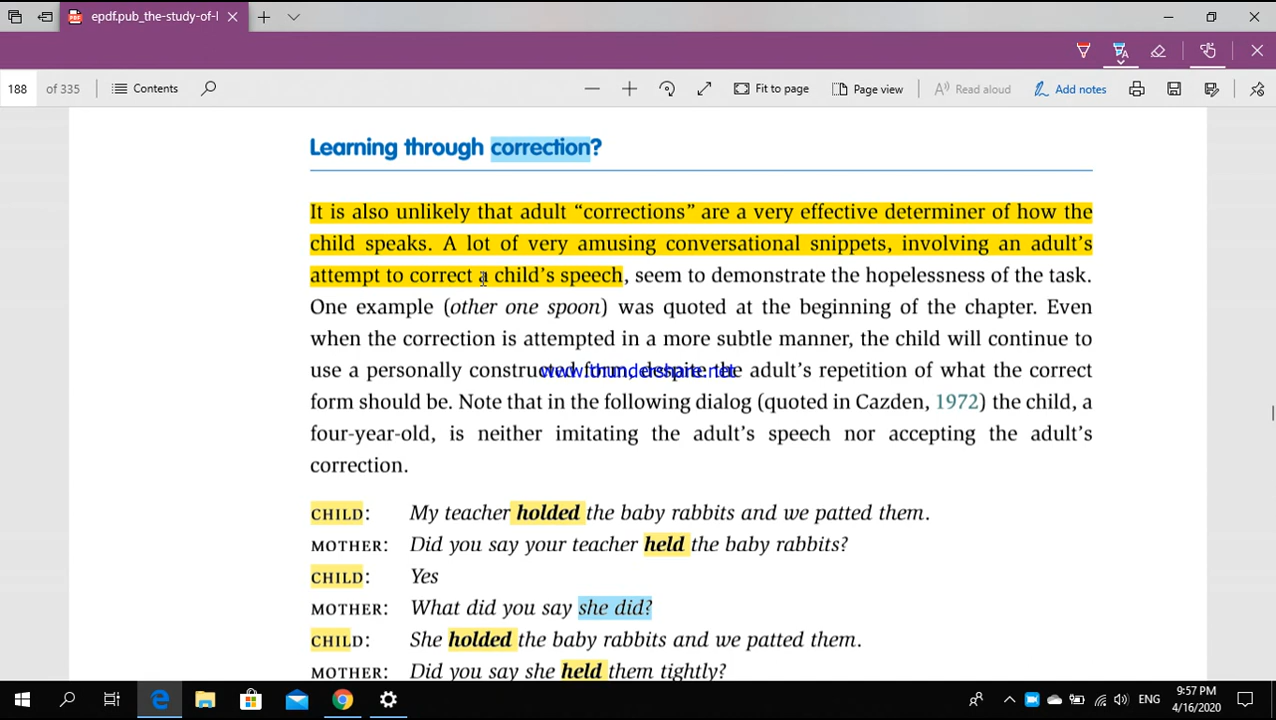 epdf.pub_the-study-of-l
188 of 335 Contents Fit to page Page view Read aloud Add notes
Learning through correction?
It is also unlikely that adult “corrections” are a very effective determiner of how the
child speaks. A lot of very amusing conversational snippets, involving an adult’s
attempt to correct a child’s speech, seem to demonstrate the hopelessness of the task.
One example (other one spoon) was quoted at the beginning of the chapter. Even
when the correction is attempted in a more subtle manner, the child will continue to
use a personally constructed form, despite the adult’s repetition of what the correct
www.thundershare.net
form should be. Note that in the following dialog (quoted in Cazden, 1972) the child, a
four-year-old, is neither imitating the adult’s speech nor accepting the adult’s
correction.
CHILD: My teacher holded the baby rabbits and we patted them.
MOTHER: Did you say your teacher held the baby rabbits?
CHILD: Yes
MOTHER: What did you say she did?
CHILD: She holded the baby rabbits and we patted them.
MOTHER: Did you say she held them tightly?
ENG
9:57 PM
4/16/2020